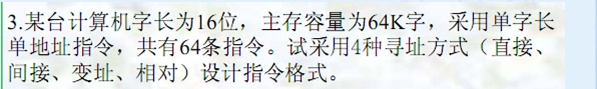 3.某台计算机字长为16位，主存容量为64K字，采用单字长
单地址指令，共有64条指令。试采用4种寻址方式（直接、
间接、变址、相对）设计指令格式。